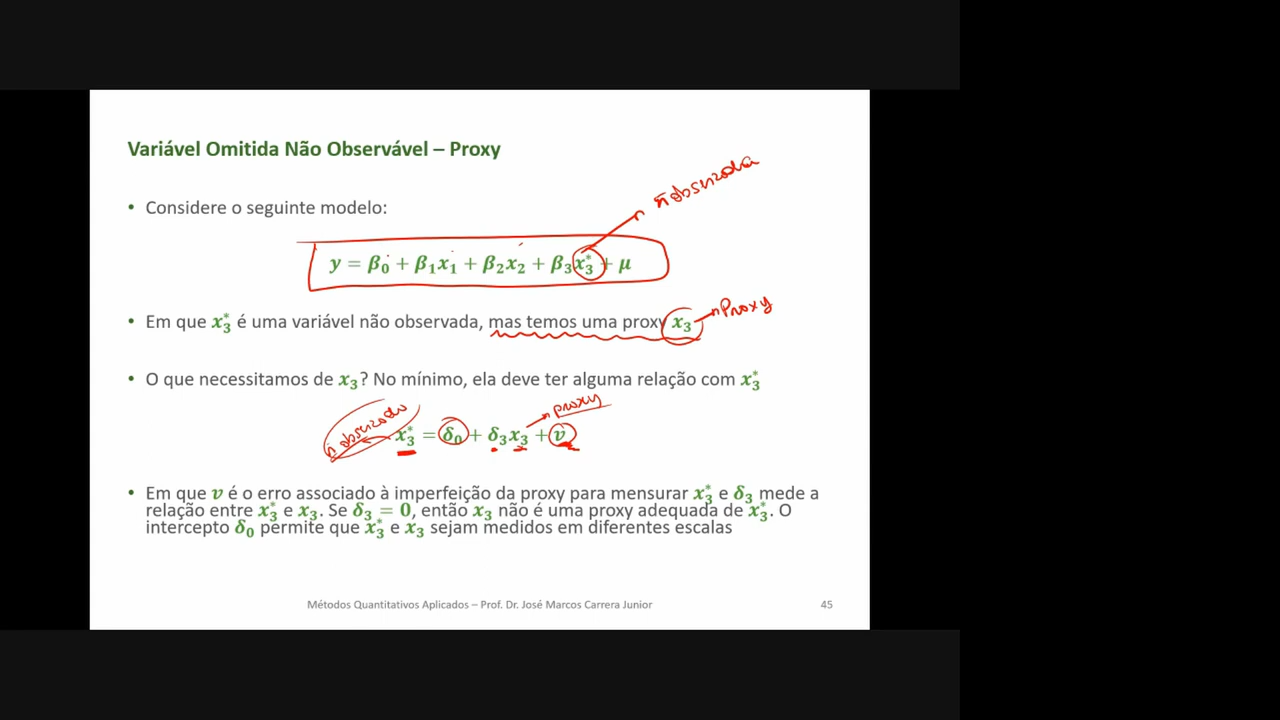 Variável Omitida Não Observável – Proxy
ñ observada
• Considere o seguinte modelo:
y = β₀ + β₁x₁ + β₂x₂ + β₃x₃* + μ
• Em que x₃* é uma variável não observada, mas temos uma proxy x₃
Proxy
• O que necessitamos de x₃? No mínimo, ela deve ter alguma relação com x₃*
ñ observado
proxy
x₃* = δ₀ + δ₃x₃ + v
• Em que v é o erro associado à imperfeição da proxy para mensurar x₃* e δ₃ mede a
relação entre x₃* e x₃. Se δ₃ = 0, então x₃ não é uma proxy adequada de x₃*. O
intercepto δ₀ permite que x₃* e x₃ sejam medidos em diferentes escalas
Métodos Quantitativos Aplicados – Prof. Dr. José Marcos Carrera Junior
45